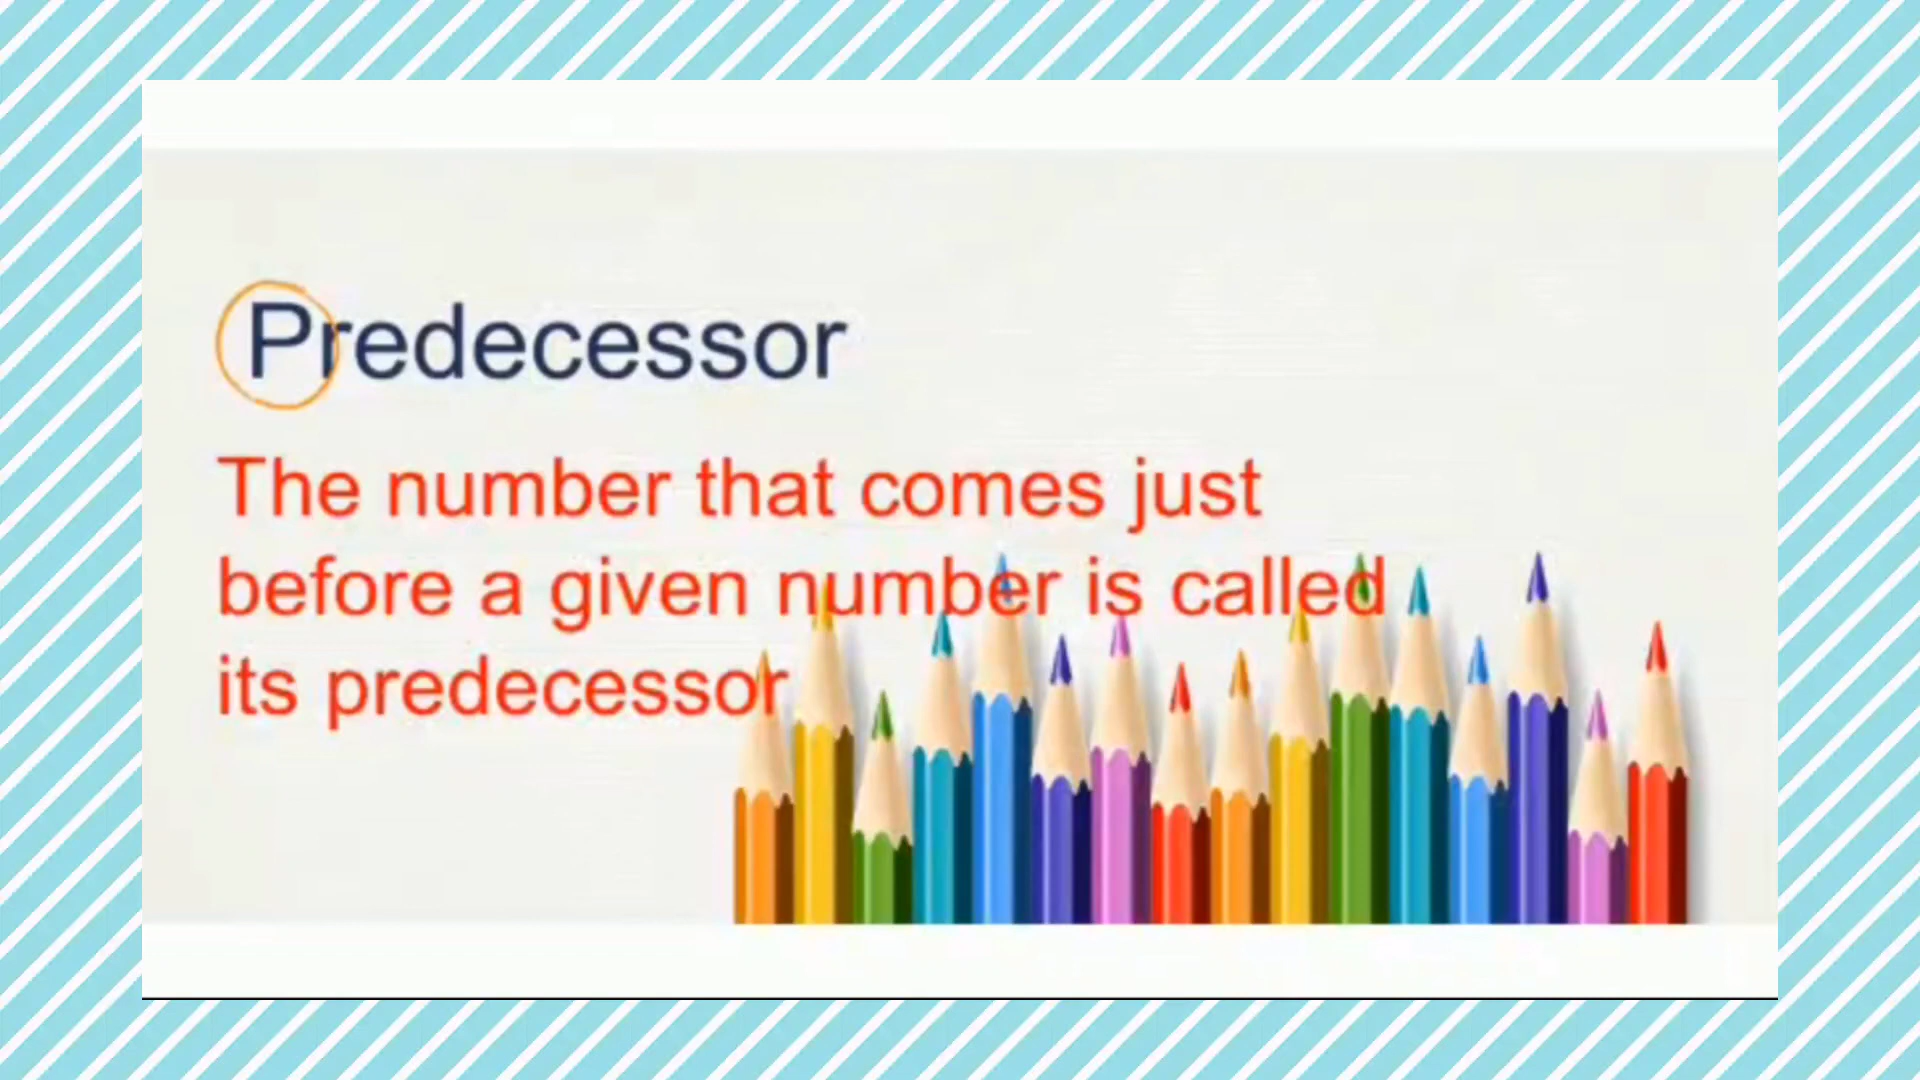 Predecessor
The number that comes just
before a given number is called
its predecessor